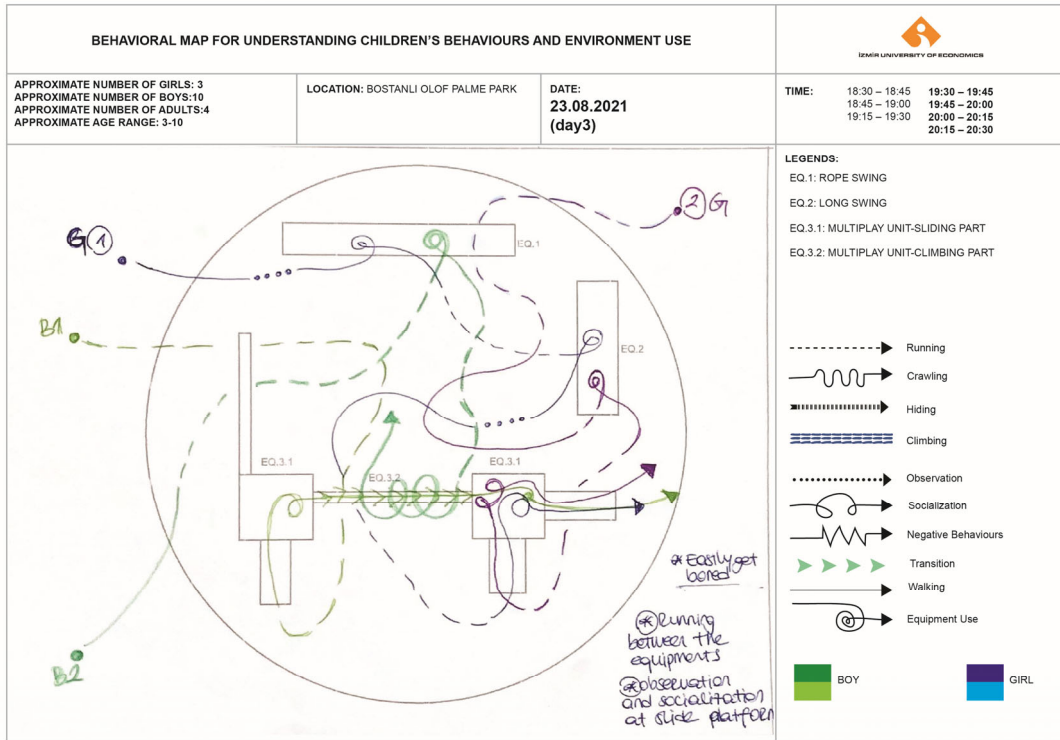 BEHAVIORAL MAP FOR UNDERSTANDING CHILDREN'S BEHAVIOURS AND ENVIRONMENT USE
İZMİR UNIVERSITY OF ECONOMICS
APPROXIMATE NUMBER OF GIRLS: 3
APPROXIMATE NUMBER OF BOYS:10
APPROXIMATE NUMBER OF ADULTS:4
APPROXIMATE AGE RANGE: 3-10
LOCATION: BOSTANLI OLOF PALME PARK
DATE:
23.08.2021
(day3)
TIME:
18:30 – 18:45
18:45 – 19:00
19:15 – 19:30
19:30 – 19:45
19:45 – 20:00
20:00 – 20:15
20:15 – 20:30
G 1
2 G
EQ.1
B1
EQ.2
EQ.3.1
EQ.3.2
EQ.3.1
B2
* Easily get
bored
* Running
between the
equipments
* observation
and socialization
at slide platform
LEGENDS:
EQ.1: ROPE SWING
EQ.2: LONG SWING
EQ.3.1: MULTIPLAY UNIT-SLIDING PART
EQ.3.2: MULTIPLAY UNIT-CLIMBING PART
Running
Crawling
Hiding
Climbing
Observation
Socialization
Negative Behaviours
Transition
Walking
Equipment Use
BOY
GIRL